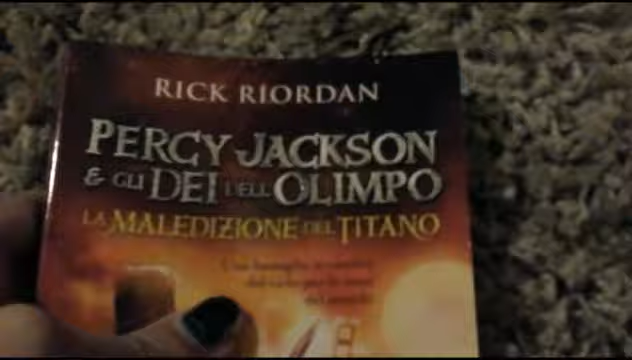 RICK RIORDAN
PERCY JACKSON
& GLI DEI DELL'OLIMPO
LA MALEDIZIONE DEL TITANO